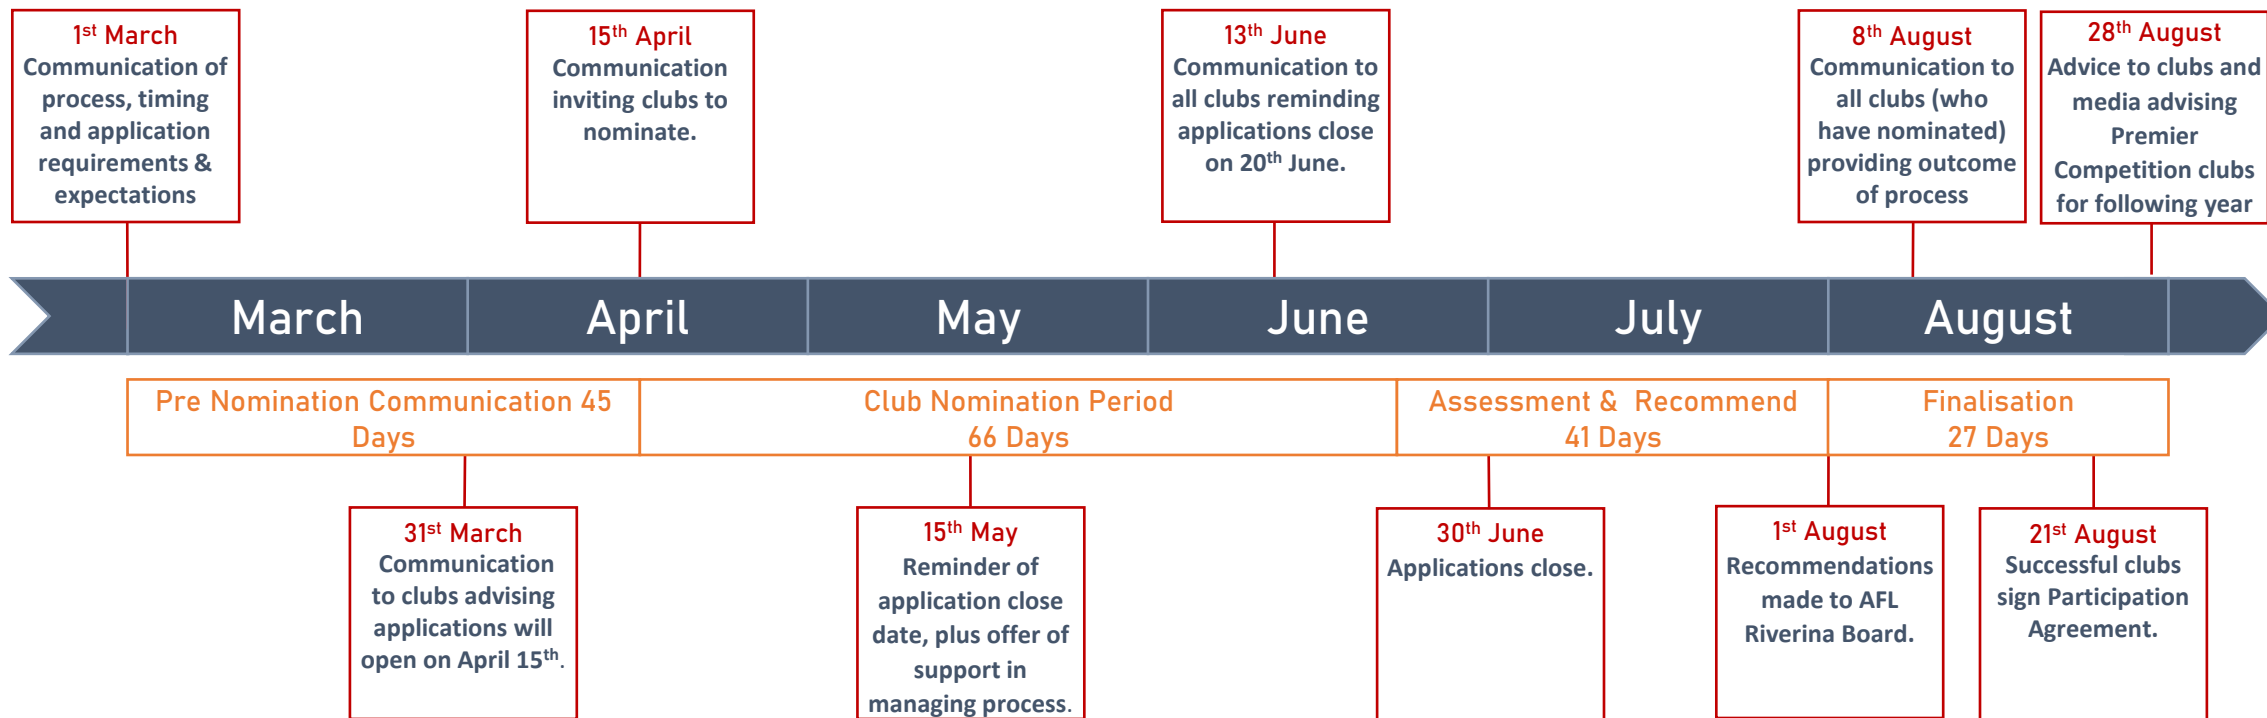 1st March
Communication of
process, timing
and application
requirements &
expectations
15th April
Communication
inviting clubs to
nominate.
13th June
Communication to
all clubs reminding
applications close
on 20th June.
8th August
Communication to
all clubs (who
have nominated)
providing outcome
of process
28th August
Advice to clubs and
media advising
Premier
Competition clubs
for following year
March
April
May
June
July
August
Pre Nomination Communication 45
Days
Club Nomination Period
66 Days
Assessment & Recommend
41 Days
Finalisation
27 Days
31st March
Communication
to clubs advising
applications will
open on April 15th.
15th May
Reminder of
application close
date, plus offer of
support in
managing process.
30th June
Applications close.
1st August
Recommendations
made to AFL
Riverina Board.
21st August
Successful clubs
sign Participation
Agreement.